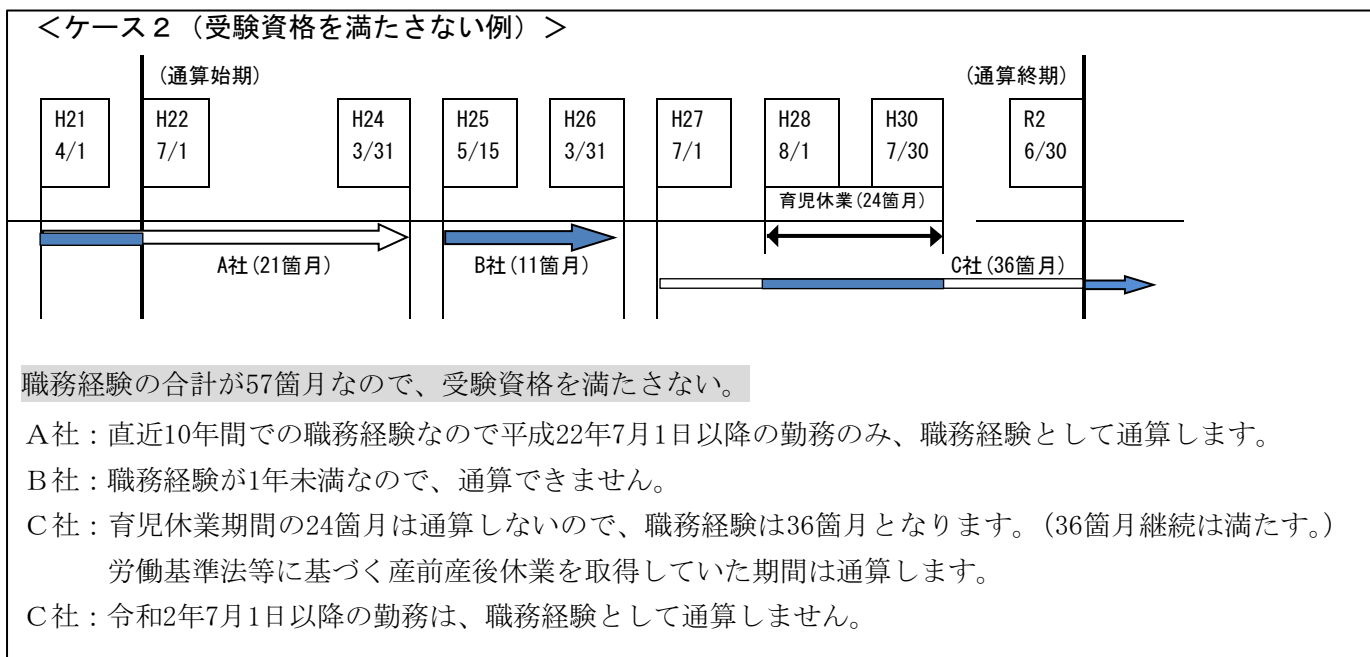 ＜ケース２（受験資格を満たさない例）＞
(通算始期)
(通算終期)
H21
4/1
H22
7/1
H24
3/31
H25
5/15
H26
3/31
H27
7/1
H28
8/1
H30
7/30
R2
6/30
育児休業(24箇月)
A社(21箇月)
B社(11箇月)
C社(36箇月)
職務経験の合計が57箇月なので、受験資格を満たさない。
Ａ社：直近10年間での職務経験なので平成22年7月1日以降の勤務のみ、職務経験として通算します。
Ｂ社：職務経験が1年未満なので、通算できません。
Ｃ社：育児休業期間の24箇月は通算しないので、職務経験は36箇月となります。（36箇月継続は満たす。）
労働基準法等に基づく産前産後休業を取得していた期間は通算します。
Ｃ社：令和2年7月1日以降の勤務は、職務経験として通算しません。